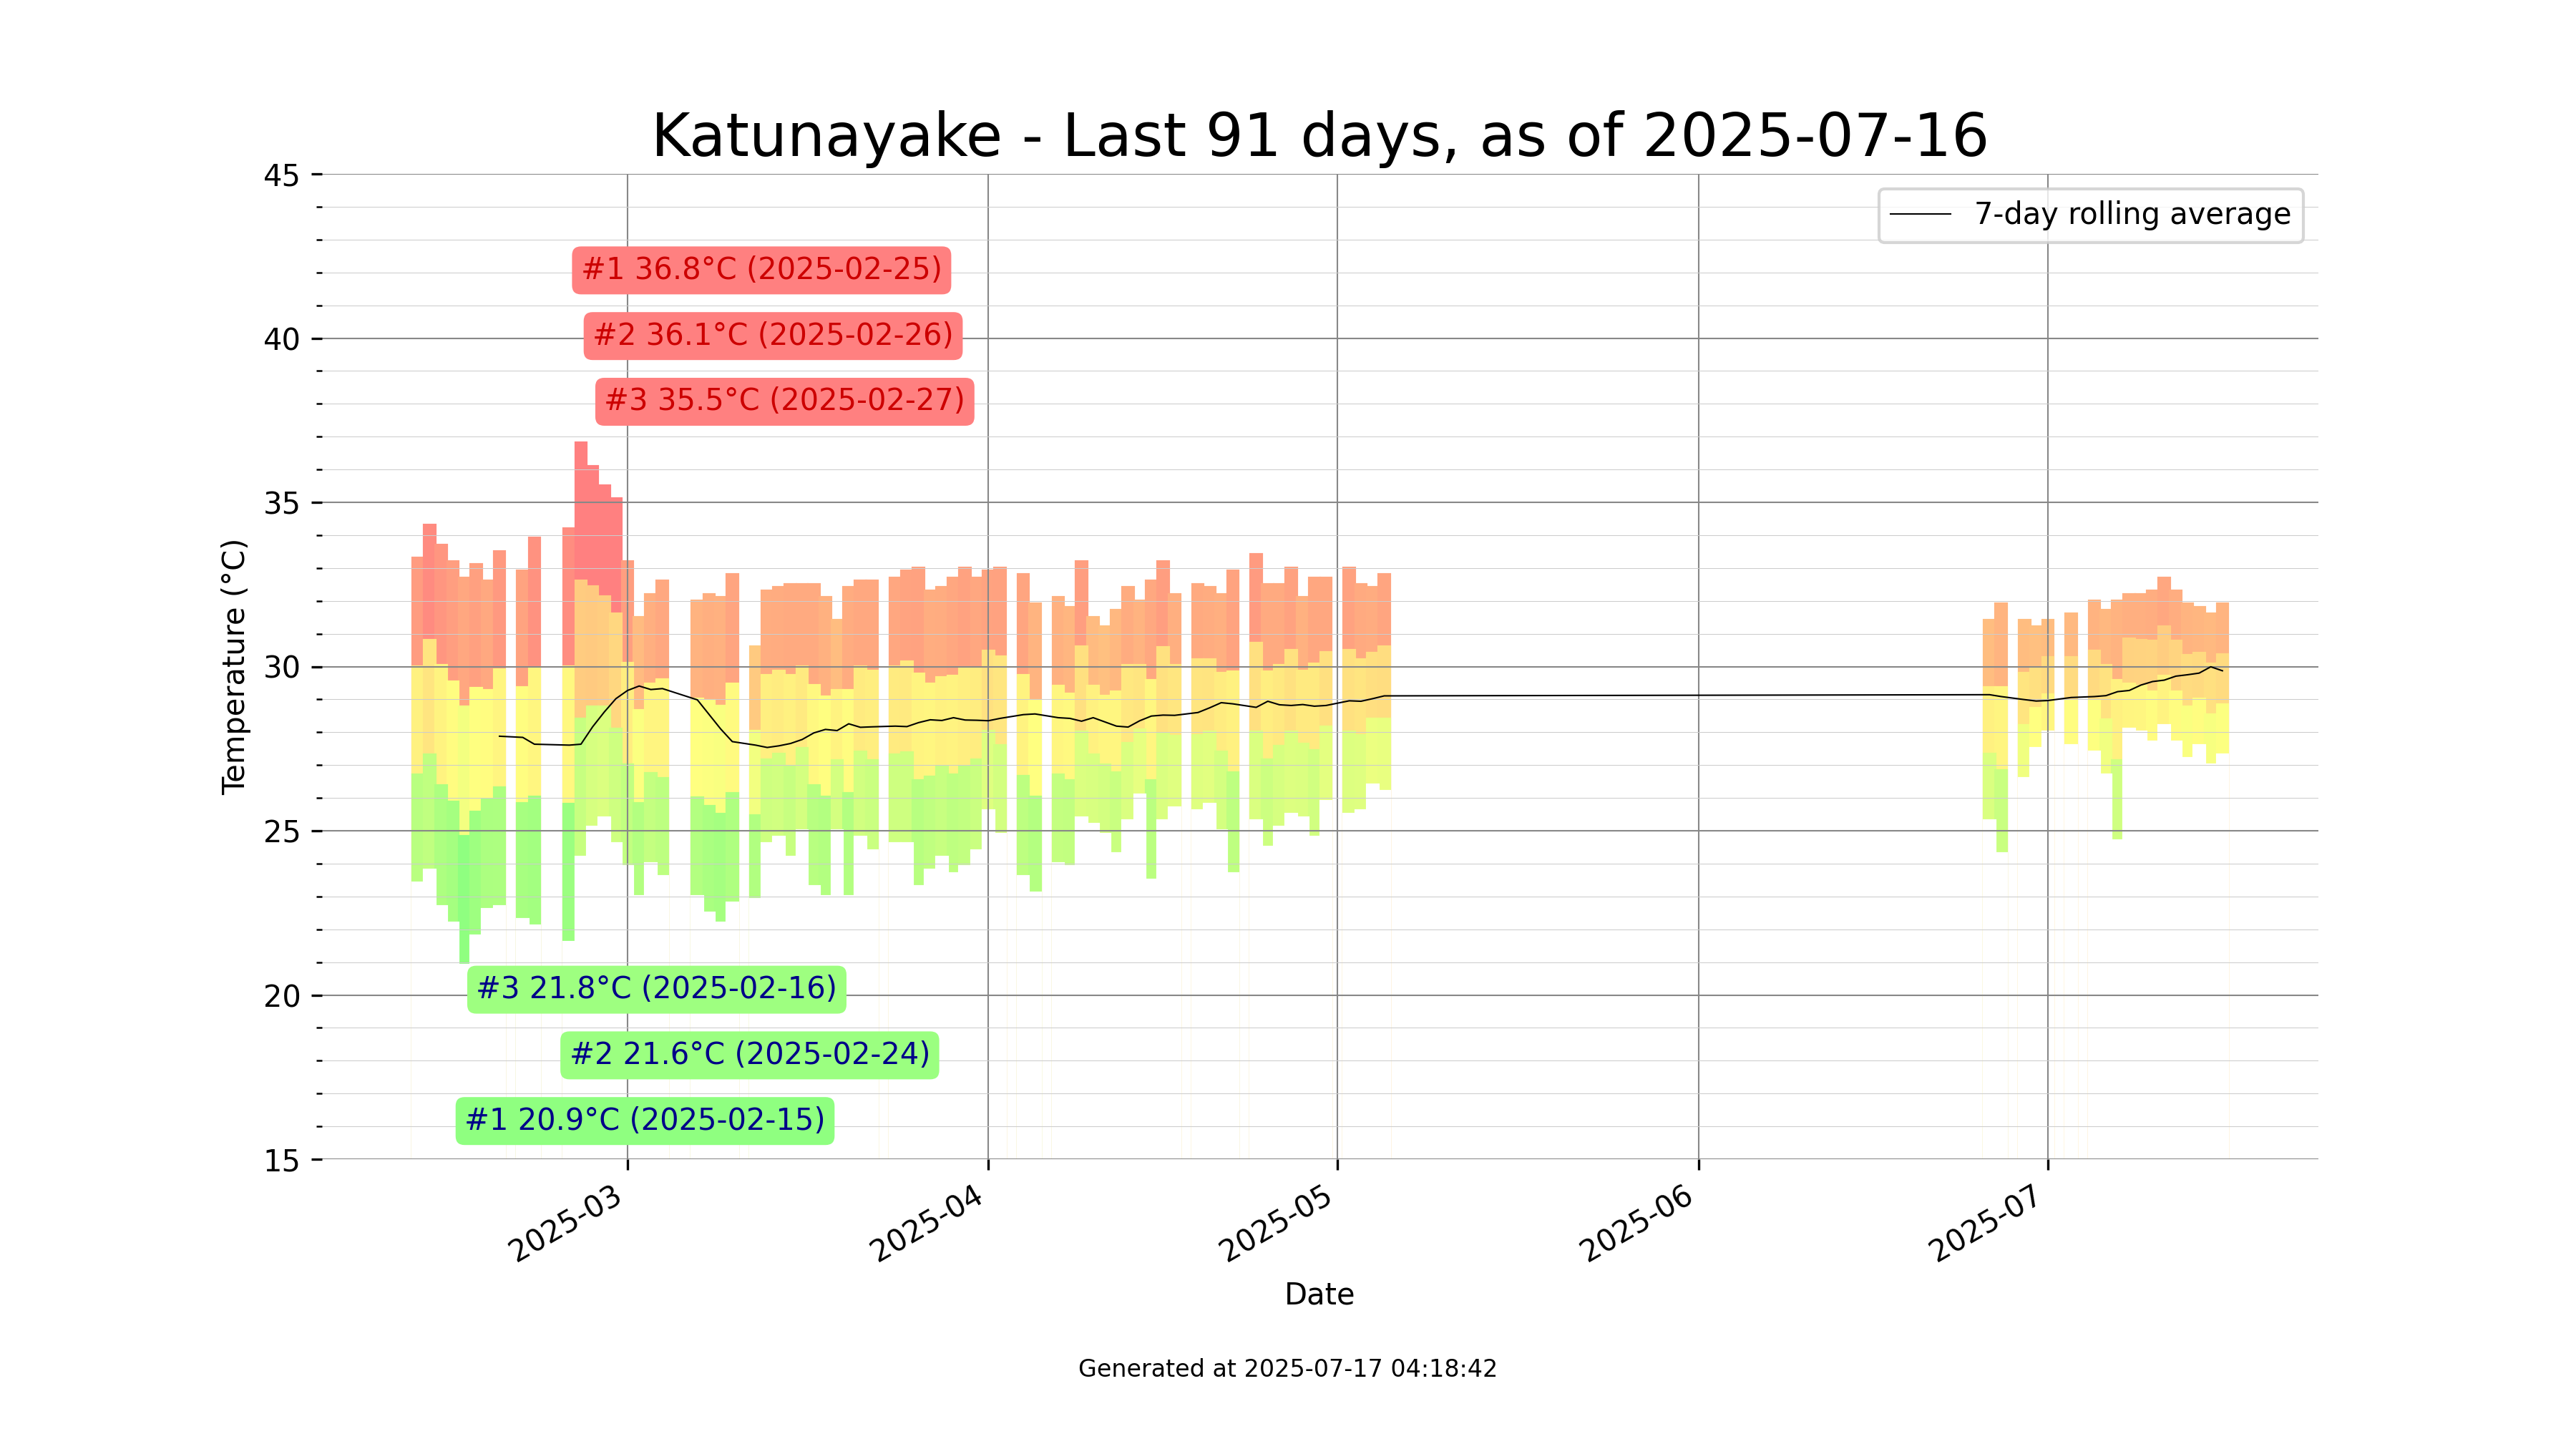 Katunayake - Last 91 days, as of 2025-07-16
7-day rolling average
45
40
35
30
25
20
15
Temperature (°C)
#1 36.8°C (2025-02-25)
#2 36.1°C (2025-02-26)
#3 35.5°C (2025-02-27)
#3 21.8°C (2025-02-16)
#2 21.6°C (2025-02-24)
#1 20.9°C (2025-02-15)
2025-03
2025-04
2025-05
2025-06
2025-07
Date
Generated at 2025-07-17 04:18:42